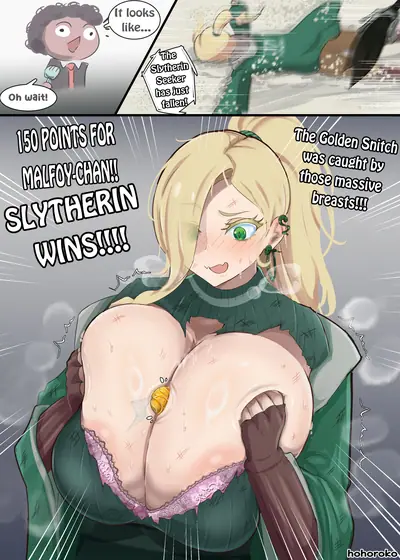 It looks
like...
Oh wait!
The
Slytherin
Seeker
has just
fallen!
150 POINTS FOR
MALFOY-CHAN!!
SLYTHERIN
WINS!!!!
The Golden Snitch
was caught by
those massive
breasts!!!
hohoroko